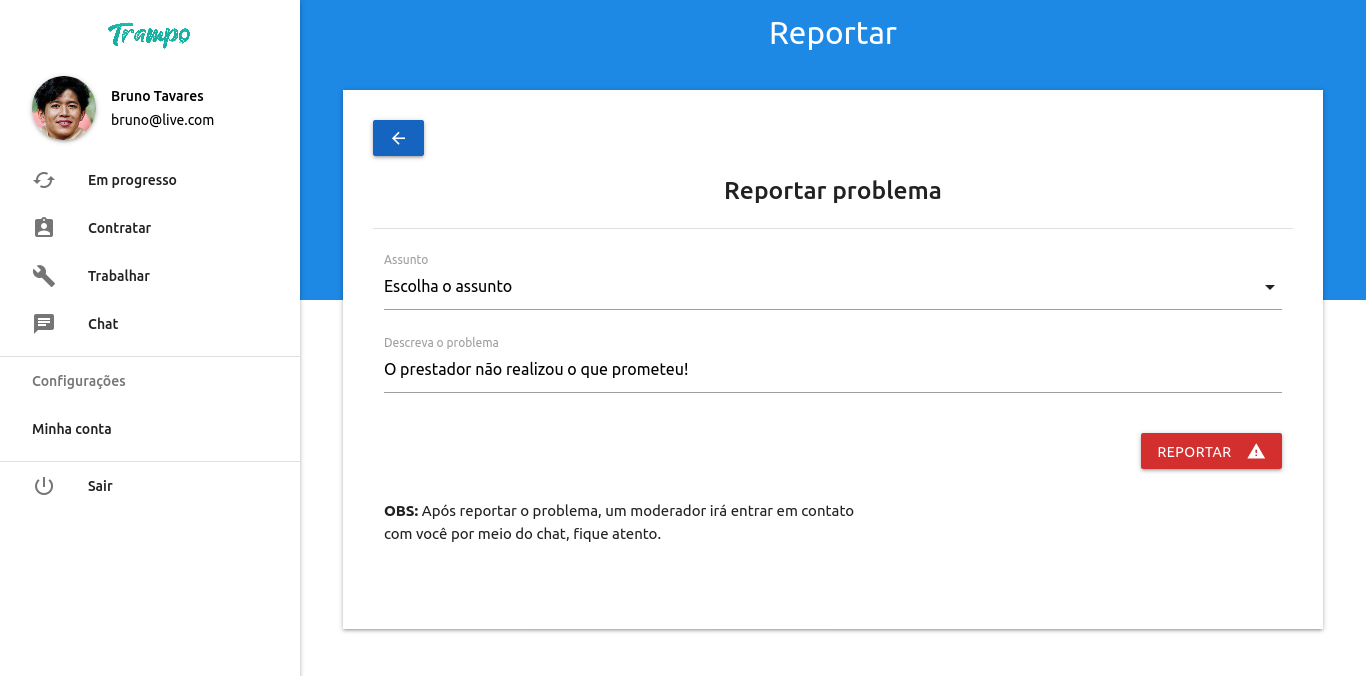 Trampo
Bruno Tavares
bruno@live.com
Em progresso
Contratar
Trabalhar
Chat
Configurações
Minha conta
Sair
Reportar
Reportar problema
Assunto
Escolha o assunto
Descreva o problema
O prestador não realizou o que prometeu!
REPORTAR
OBS: Após reportar o problema, um moderador irá entrar em contato
com você por meio do chat, fique atento.